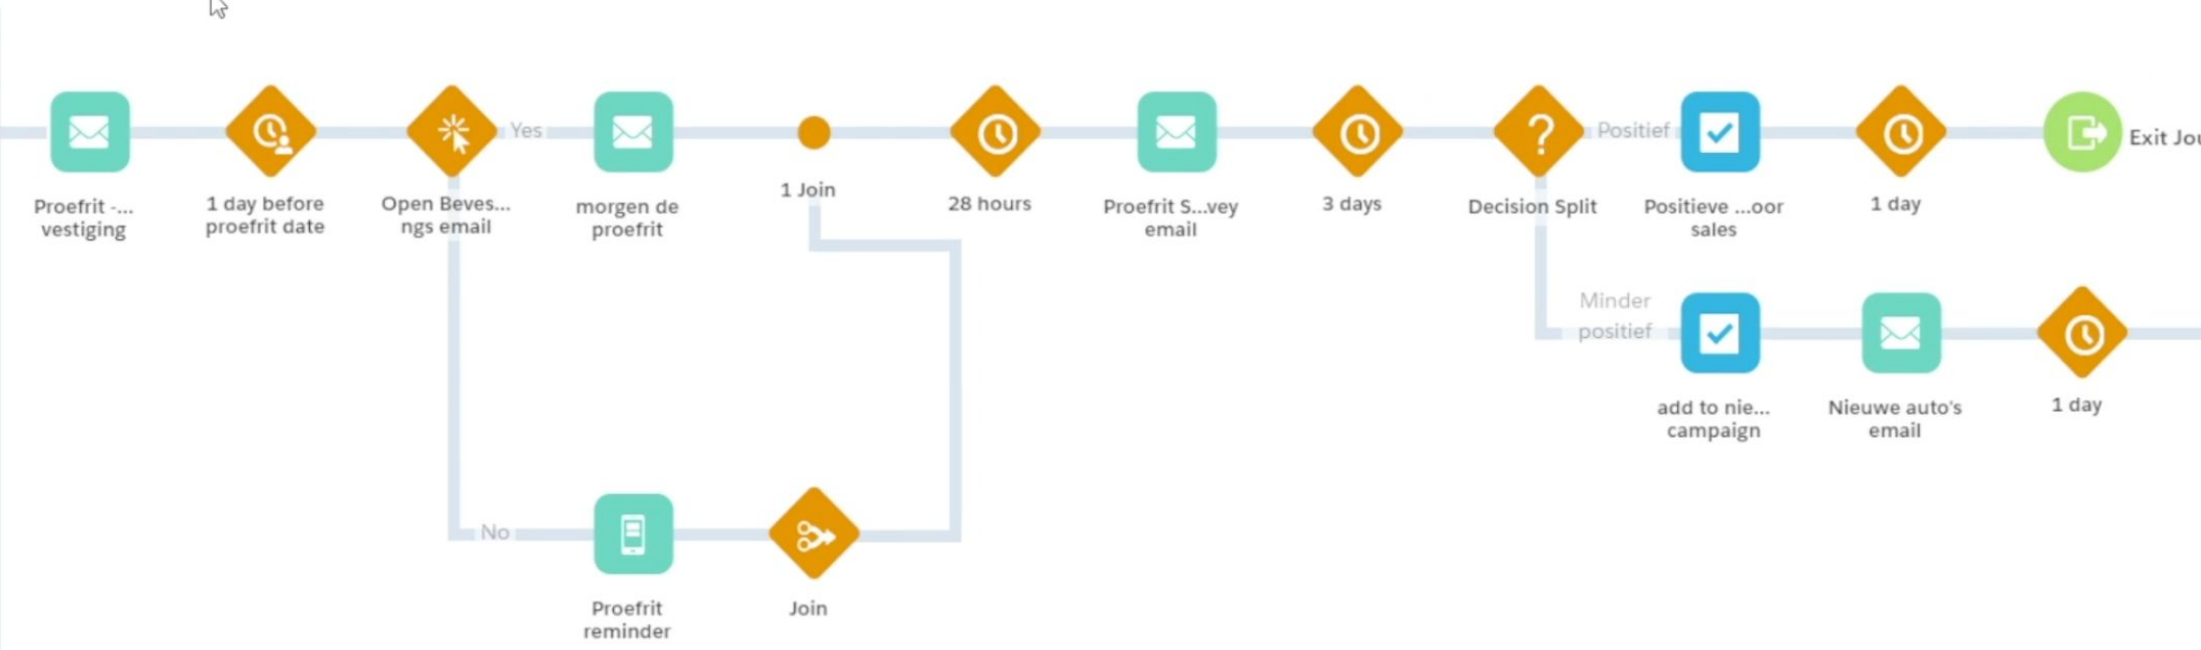 Proefrit -...
vestiging
1 day before
proefrit date
Open Beves...
ngs email
Yes
morgen de
proefrit
1 Join
28 hours
Proefrit S...vey
email
3 days
Decision Split
Positief
Positieve ...oor
sales
1 day
Exit Jou
Minder
positief
add to nie...
campaign
Nieuwe auto's
email
1 day
No
Proefrit
reminder
Join